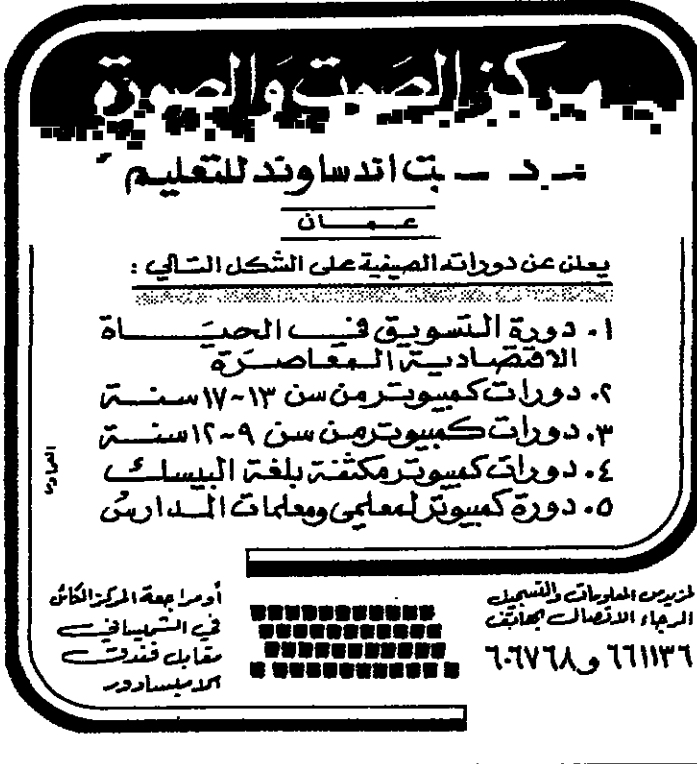 مركز الصوت والصورة
اند ساوند للتعليم
عمان
يعلن عن دوراته الصيفية على الشكل التالي :
١. دورة التسويق في الحياة
الاقتصادية المعاصرة
٢. دورات كمبيوتر من سن ١٣-١٧ سنة
٣. دورات كمبيوتر من سن ٩-١٢ سنة
٤. دورات كمبيوتر مكثفة بلغة البيسك
٥. دورة كمبيوتر لمعلمي ومعلمات المدارس
لمزيد من المعلومات والتسجيل
الرجاء الاتصال بهاتف
٦٦١١٣٦ و ٦٠٦٧٦٨
أو مراجعة المركز الكائن
في الشميساني
مقابل فندق
الامبسادور